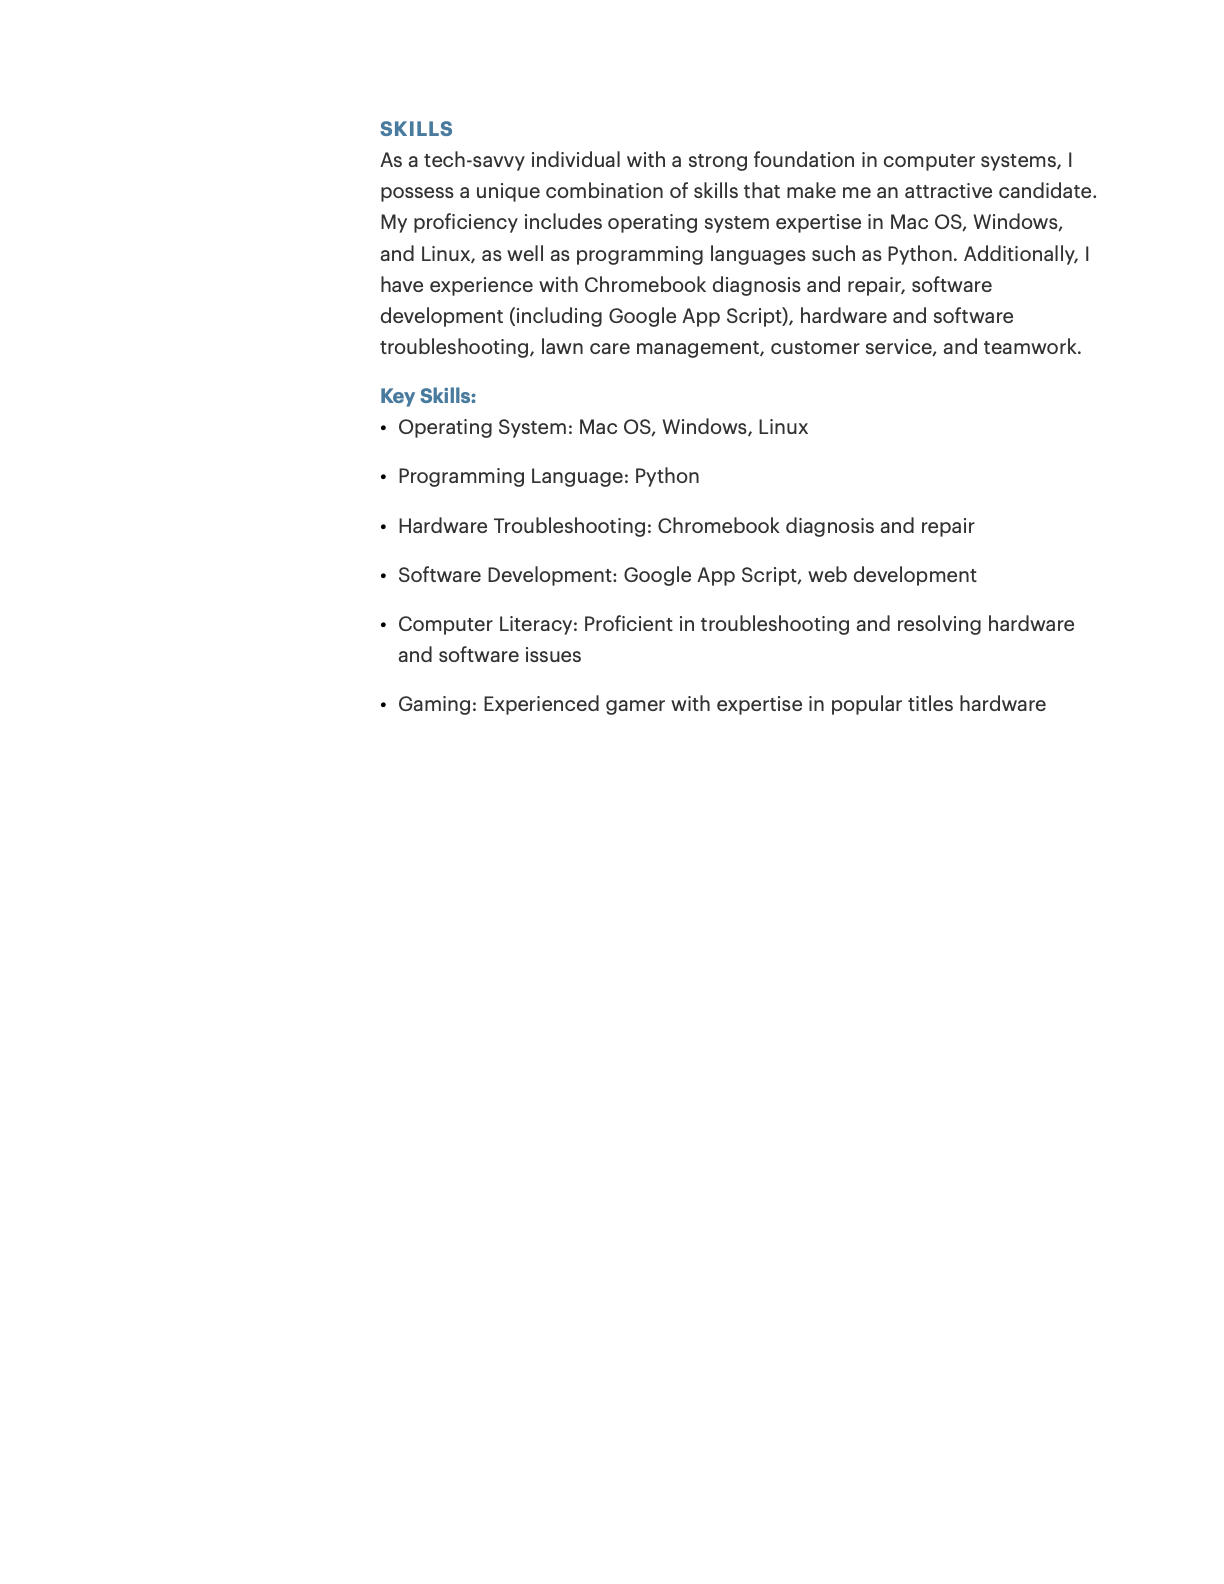 SKILLS
As a tech-savvy individual with a strong foundation in computer systems, I
possess a unique combination of skills that make me an attractive candidate.
My proficiency includes operating system expertise in Mac OS, Windows,
and Linux, as well as programming languages such as Python. Additionally, I
have experience with Chromebook diagnosis and repair, software
development (including Google App Script), hardware and software
troubleshooting, lawn care management, customer service, and teamwork.
Key Skills:
• Operating System: Mac OS, Windows, Linux
• Programming Language: Python
• Hardware Troubleshooting: Chromebook diagnosis and repair
• Software Development: Google App Script, web development
• Computer Literacy: Proficient in troubleshooting and resolving hardware
and software issues
• Gaming: Experienced gamer with expertise in popular titles hardware